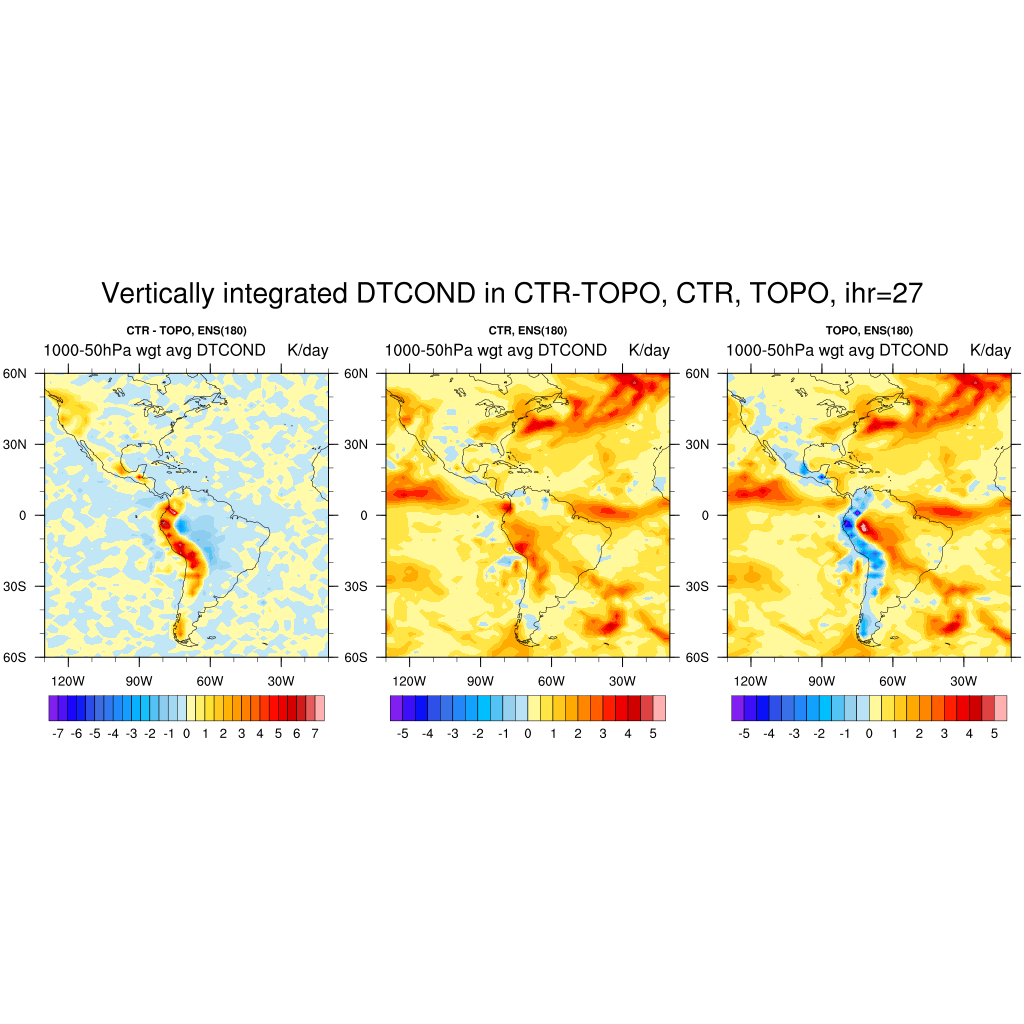 Vertically integrated DTCOND in CTR-TOPO, CTR, TOPO, ihr=27
CTR - TOPO, ENS(180)
1000-50hPa wgt avg DTCOND K/day
60N
30N
0
30S
60S
120W 90W 60W 30W
-7 -6 -5 -4 -3 -2 -1 0 1 2 3 4 5 6 7
CTR, ENS(180)
1000-50hPa wgt avg DTCOND K/day
60N
30N
0
30S
60S
120W 90W 60W 30W
-5 -4 -3 -2 -1 0 1 2 3 4 5
TOPO, ENS(180)
1000-50hPa wgt avg DTCOND K/day
60N
30N
0
30S
60S
120W 90W 60W 30W
-5 -4 -3 -2 -1 0 1 2 3 4 5